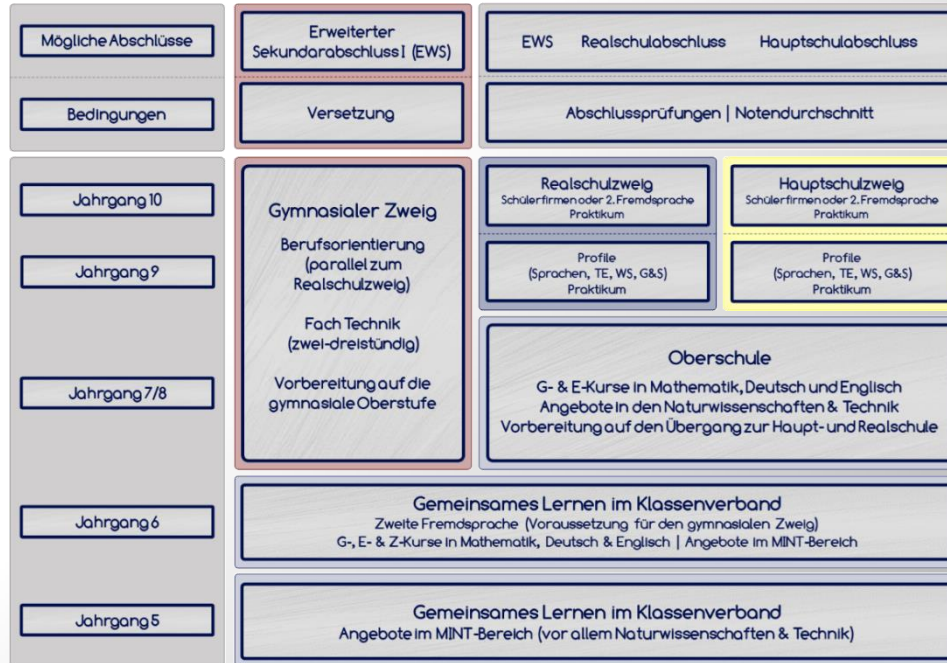 Mögliche Abschlüsse
Erweiterter
Sekundarabschluss I (EWS)
EWS Realschulabschluss Hauptschulabschluss
Bedingungen
Versetzung
Abschlussprüfungen | Notendurchschnitt
Jahrgang 10
Jahrgang 9
Jahrgang 7/8
Gymnasialer Zweig
Berufsorientierung
(parallel zum
Realschulzweig)
Fach Technik
(zwei-dreistündig)
Vorbereitung auf die
gymnasiale Oberstufe
Realschulzweig
Schülerfirmen oder 2. Fremdsprache
Praktikum
Profile
(Sprachen, TE, WS, G&S)
Praktikum
Hauptschulzweig
Schülerfirmen oder 2. Fremdsprache
Praktikum
Profile
(Sprachen, TE, WS, G&S)
Praktikum
Oberschule
G- & E-Kurse in Mathematik, Deutsch und Englisch
Angebote in den Naturwissenschaften & Technik
Vorbereitung auf den Übergang zur Haupt- und Realschule
Jahrgang 6
Gemeinsames Lernen im Klassenverband
Zweite Fremdsprache (Voraussetzung für den gymnasialen Zweig)
G-, E- & Z-Kurse in Mathematik, Deutsch & Englisch | Angebote im MINT-Bereich
Jahrgang 5
Gemeinsames Lernen im Klassenverband
Angebote im MINT-Bereich (vor allem Naturwissenschaften & Technik)